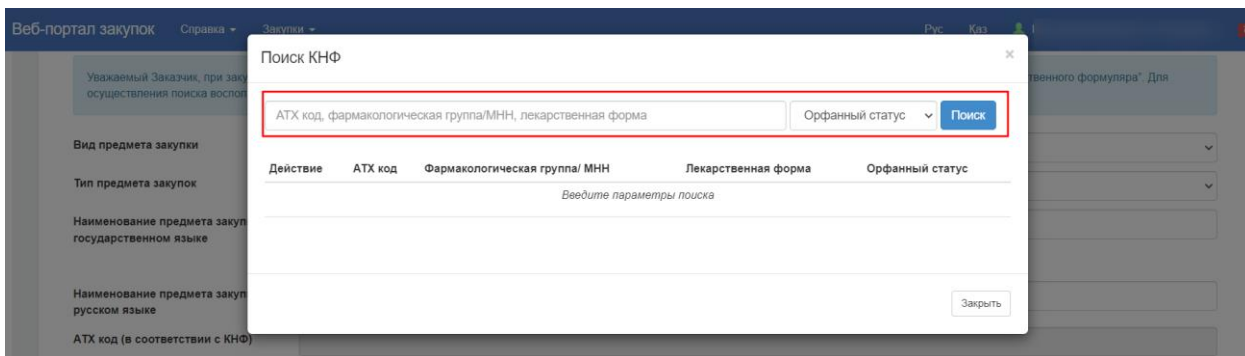 Веб-портал закупок Справка Закупки Рус Қаз
Поиск КНФ ×
Уважаемый Заказчик, при заку
твенного формуляра". Для
осуществления поиска воспол
АТХ код, фармакологическая группа/МНН, лекарственная форма Орфанный статус Поиск
Вид предмета закупки
Действие АТХ код Фармакологическая группа/ МНН Лекарственная форма Орфанный статус
Тип предмета закупок
Введите параметры поиска
Наименование предмета закуп
государственном языке
Наименование предмета закуп
русском языке
Закрыть
АТХ код (в соответствии с КНФ)